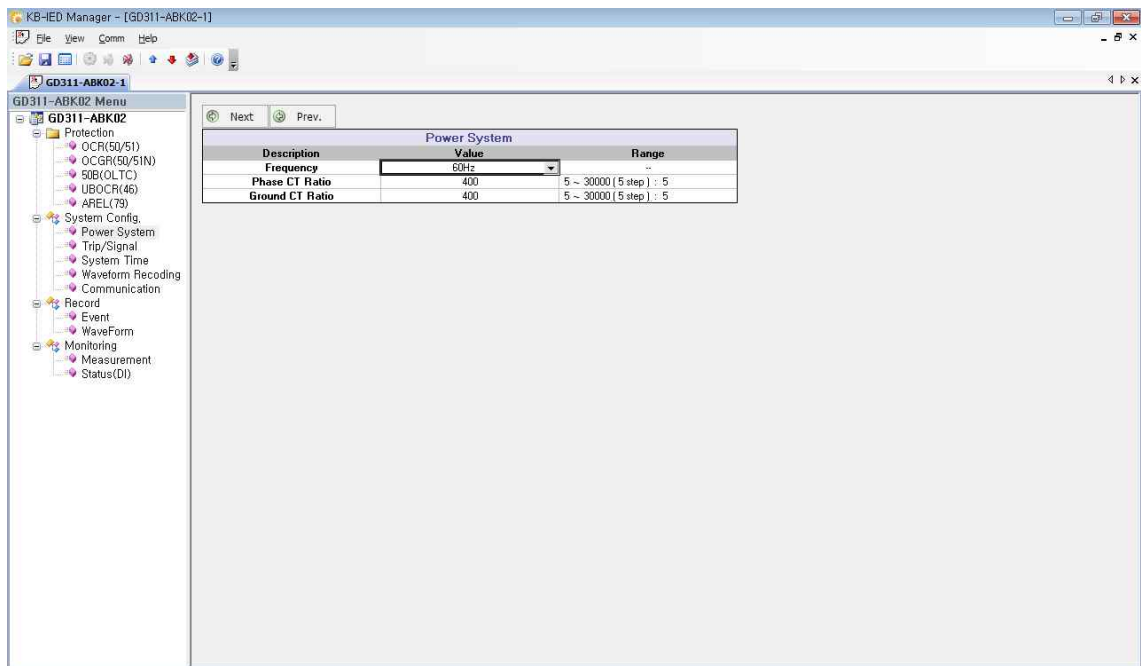 KB-IED Manager - [GD311-ABK02-1]
File View Comm Help
GD311-ABK02-1
GD311-ABK02 Menu
GD311-ABK02
Protection
OCR(50/51)
OCGR(50/51N)
50B(OLTC)
UBOCR(46)
AREL(79)
System Config,
Power System
Trip/Signal
System Time
Waveform Recoding
Communication
Record
Event
WaveForm
Monitoring
Measurement
Status(DI)
Next Prev.
Power System
Description Value Range
Frequency 60Hz --
Phase CT Ratio 400 5 ~ 30000 ( 5 step ) : 5
Ground CT Ratio 400 5 ~ 30000 ( 5 step ) : 5